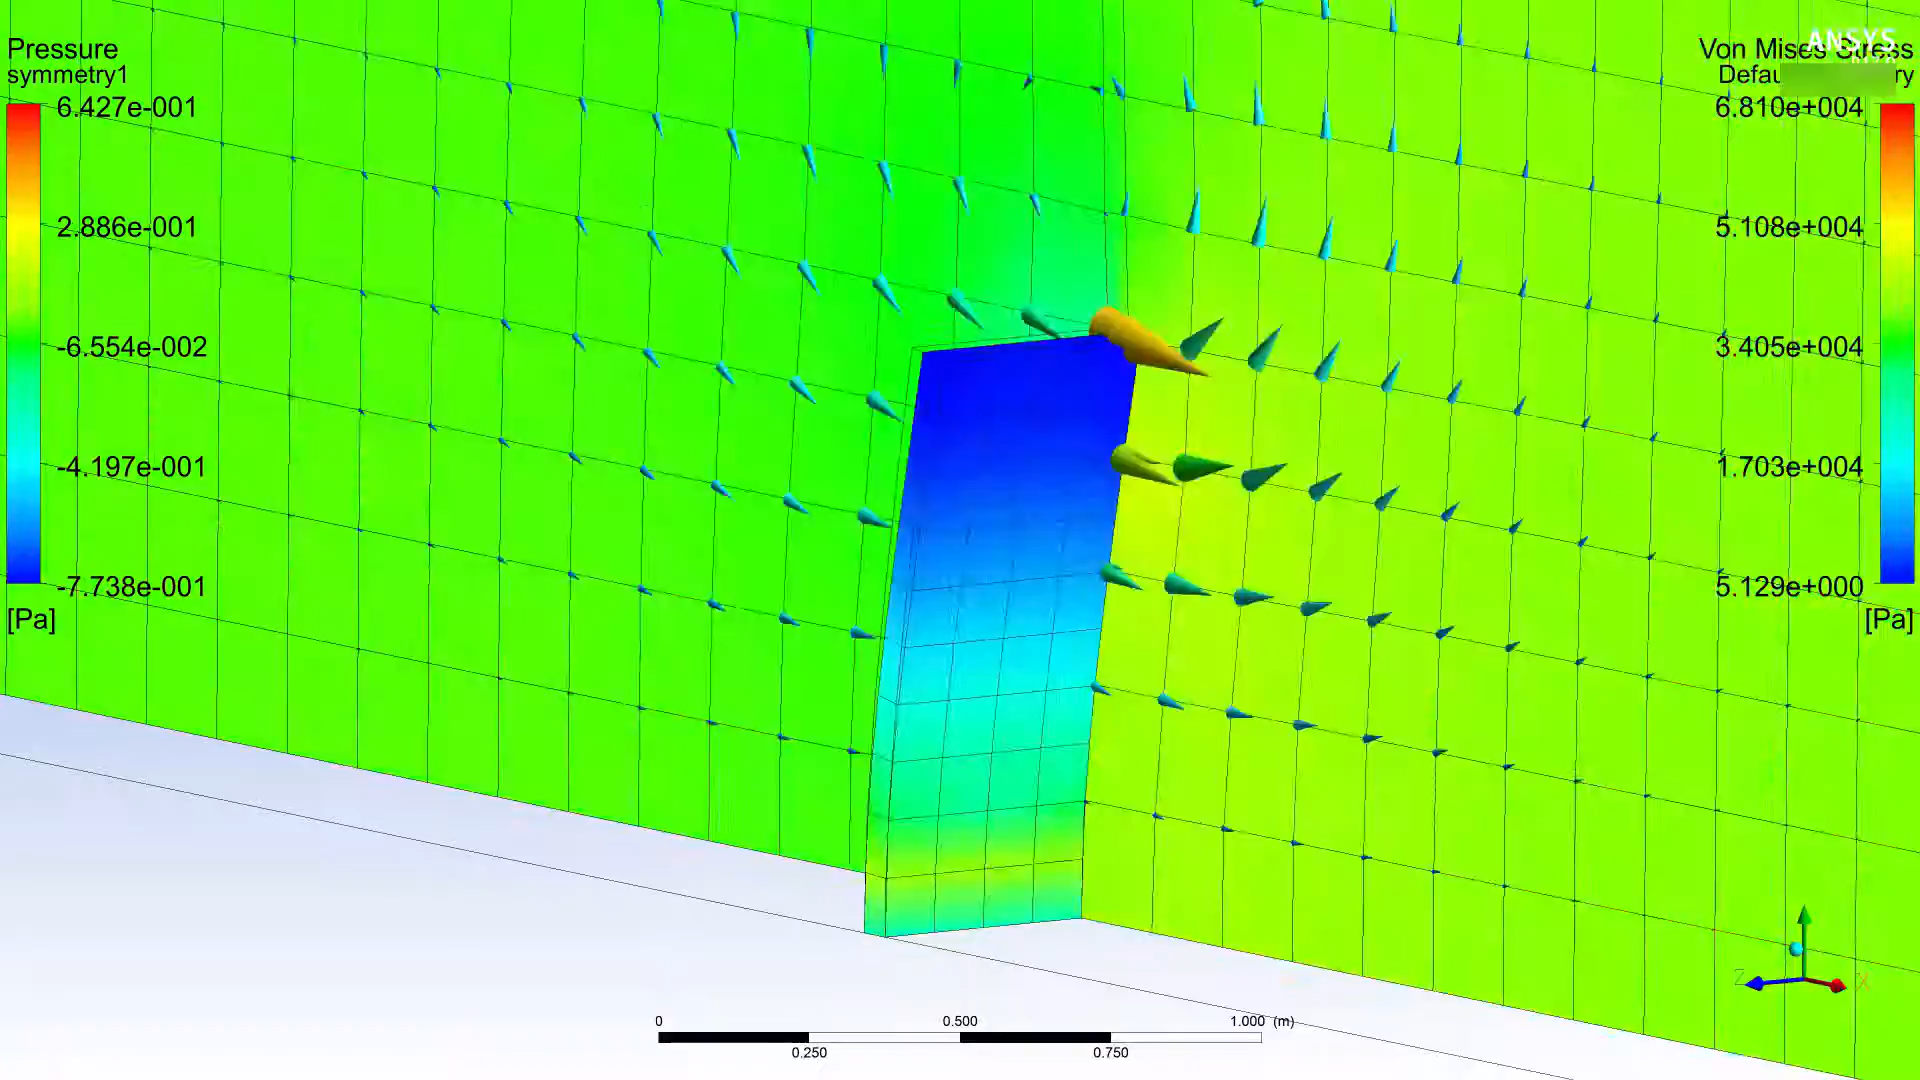 Pressure
symmetry1
6.427e-001
2.886e-001
-6.554e-002
-4.197e-001
-7.738e-001
[Pa]
ANSYS
Von Mises Stress
6.810e+004
5.108e+004
3.405e+004
1.703e+004
5.129e+000
[Pa]
0 0.500 1.000 (m)
0.250 0.750
Z X